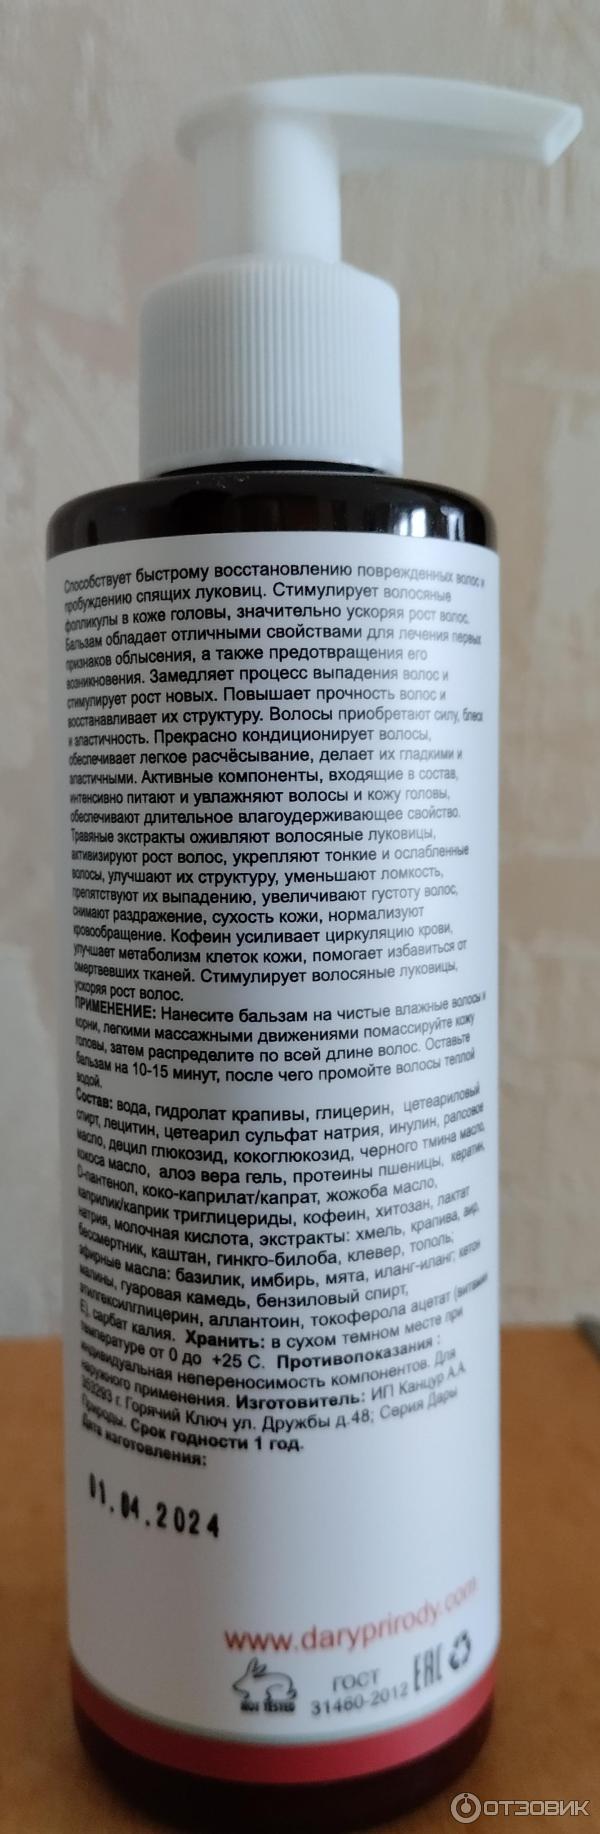 Способствует быстрому восстановлению поврежденных волос и
пробуждению спящих луковиц. Стимулирует волосяные
фолликулы в коже головы, значительно ускоряя рост волос.
Бальзам обладает отличными свойствами для лечения первых
признаков облысения, а также предотвращения его
возникновения. Замедляет процесс выпадения волос и
стимулирует рост новых. Повышает прочность волос и
восстанавливает их структуру. Волосы приобретают силу, блеск
и эластичность. Прекрасно кондиционирует волосы,
обеспечивает легкое расчёсывание, делает их гладкими и
эластичными. Активные компоненты, входящие в состав,
интенсивно питают и увлажняют волосы и кожу головы,
обеспечивают длительное влагоудерживающее свойство.
Травяные экстракты оживляют волосяные луковицы,
активизируют рост волос, укрепляют тонкие и ослабленные
волосы, улучшают их структуру, уменьшают ломкость,
препятствуют их выпадению, увеличивают густоту волос,
снимают раздражение, сухость кожи, нормализуют
кровообращение. Кофеин усиливает циркуляцию крови,
улучшает метаболизм клеток кожи, помогает избавиться от
омертвевших тканей. Стимулирует волосяные луковицы,
ускоряя рост волос.
ПРИМЕНЕНИЕ: Нанесите бальзам на чистые влажные волосы и
корни, легкими массажными движениями помассируйте кожу
головы, затем распределите по всей длине волос. Оставьте
бальзам на 10-15 минут, после чего промойте волосы теплой
водой.
Состав: вода, гидролат крапивы, глицерин, цетеариловый
спирт, лецитин, цетеарил сульфат натрия, инулин, рапсовое
масло, децил глюкозид, кокоглюкозид, черного тмина масло,
кокоса масло, алоэ вера гель, протеины пшеницы, кератин,
D-пантенол, коко-каприлат/капрат, жожоба масло,
каприлик/каприк триглицериды, кофеин, хитозан, лактат
натрия, молочная кислота, экстракты: хмель, крапива, аир,
бессмертник, каштан, гинкго-билоба, клевер, тополь;
эфирные масла: базилик, имбирь, мята, иланг-иланг; кетон
малины, гуаровая камедь, бензиловый спирт,
этилгексилглицерин, аллантоин, токоферола ацетат (витамин
Е), сарбат калия. Хранить: в сухом темном месте при
температуре от 0 до +25 С. Противопоказания :
индивидуальная непереносимость компонентов. Для
наружного применения. Изготовитель: ИП Канцур А.А.
353293 г. Горячий Ключ ул. Дружбы д.48; Серия Дары
Природы. Срок годности 1 год.
Дата изготовления:
01.04.2024
www.daryprirody.com
NOT TESTED
ГОСТ
31460-2012
EAC
ОТЗОВИК